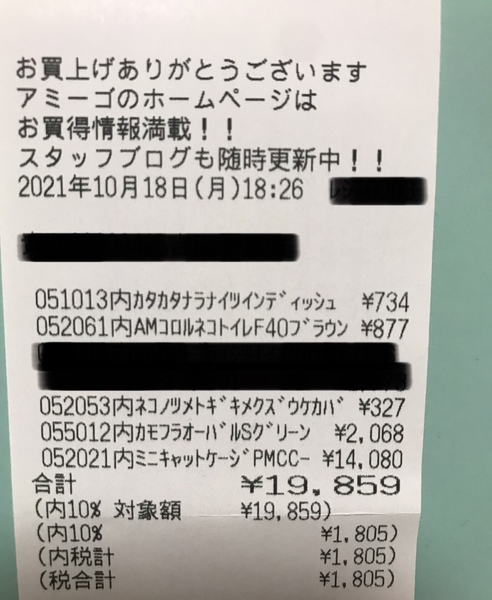 お買上げありがとうございます
アミーゴのホームページは
お買得情報満載！！
スタッフブログも随時更新中！！
2021年10月18日(月)18:26
051013内ｶﾀｶﾀﾅﾗﾅｲﾂｲﾝﾃﾞｨｯｼｭ ¥734
052061内AMｺﾛﾙﾈｺﾄｲﾚF40ﾌﾞﾗｳﾝ ¥877
052053内ﾈｺﾉﾂﾒﾄｷﾞｷﾒｸｽﾞｳｹｶﾊﾞ ¥327
055012内ｶﾓﾌﾗｵｰﾊﾞﾙSｸﾞﾘｰﾝ ¥2,068
052021内ﾐﾆｷｬｯﾄｹｰｼﾞPMCC- ¥14,080
合計 ¥19,859
(内10% 対象額 ¥19,859)
(内10% ¥1,805)
(内税計 ¥1,805)
(税合計 ¥1,805)